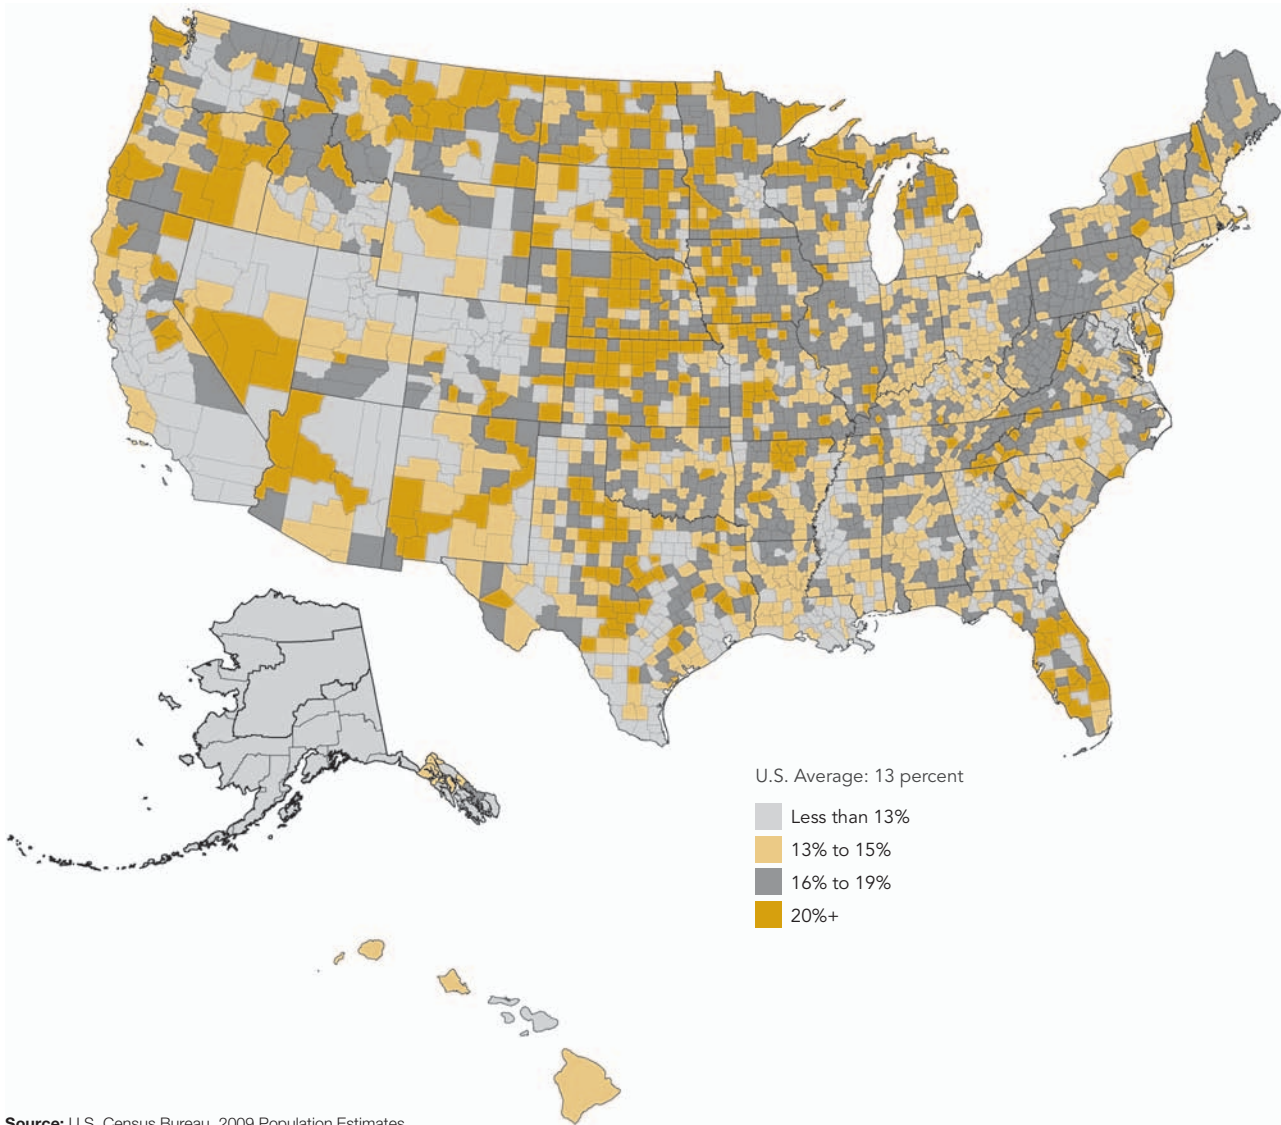 U.S. Average: 13 percent
Less than 13%
13% to 15%
16% to 19%
20%+
Source: U.S. Census Bureau, 2009 Population Estimates